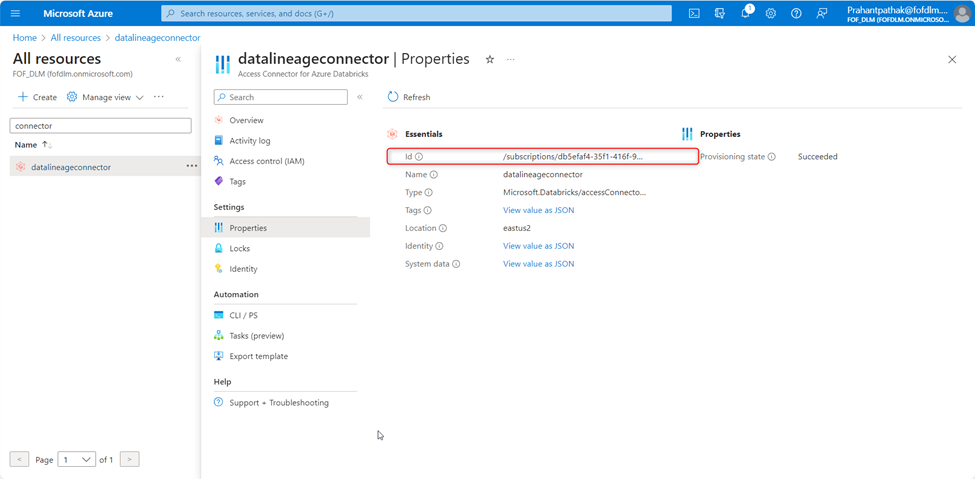 Microsoft Azure
Search resources, services, and docs (G+/)
1
Prahantpathak@fofdlm....
FOF_DLM (FOFDLM.ONMICROSO...
Home > All resources > datalineageconnector
All resources
FOF_DLM (fofdlm.onmicrosoft.com)
Create
Manage view
...
connector
Name
datalineageconnector
...
< Page 1 of 1 >
datalineageconnector | Properties
...
Access Connector for Azure Databricks
Search
Overview
Activity log
Access control (IAM)
Tags
Settings
Properties
Locks
Identity
Automation
CLI / PS
Tasks (preview)
Export template
Help
Support + Troubleshooting
Refresh
Essentials
Id /subscriptions/db5efaf4-35f1-416f-9...
Name datalineageconnector
Type Microsoft.Databricks/accessConnecto...
Tags View value as JSON
Location eastus2
Identity View value as JSON
System data View value as JSON
Properties
Provisioning state Succeeded